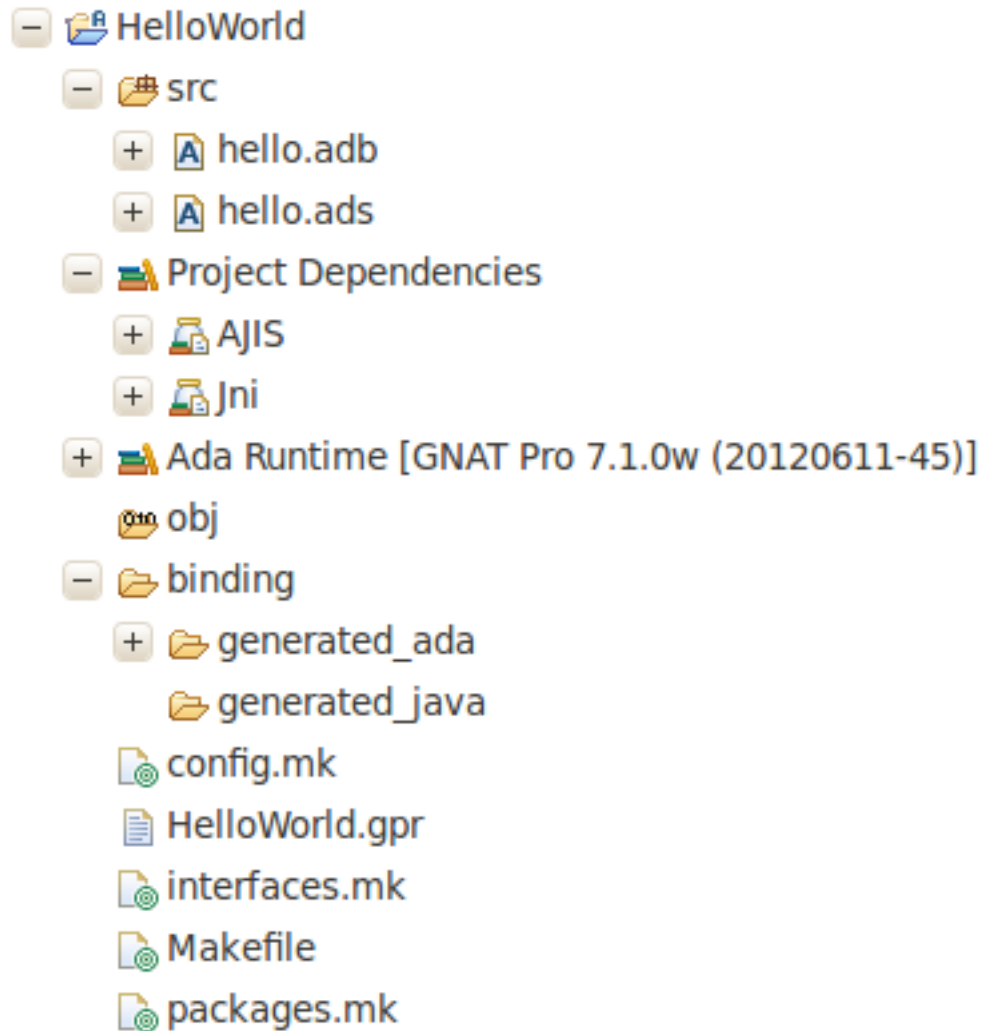 HelloWorld
src
hello.adb
hello.ads
Project Dependencies
AJIS
Jni
Ada Runtime [GNAT Pro 7.1.0w (20120611-45)]
obj
binding
generated_ada
generated_java
config.mk
HelloWorld.gpr
interfaces.mk
Makefile
packages.mk